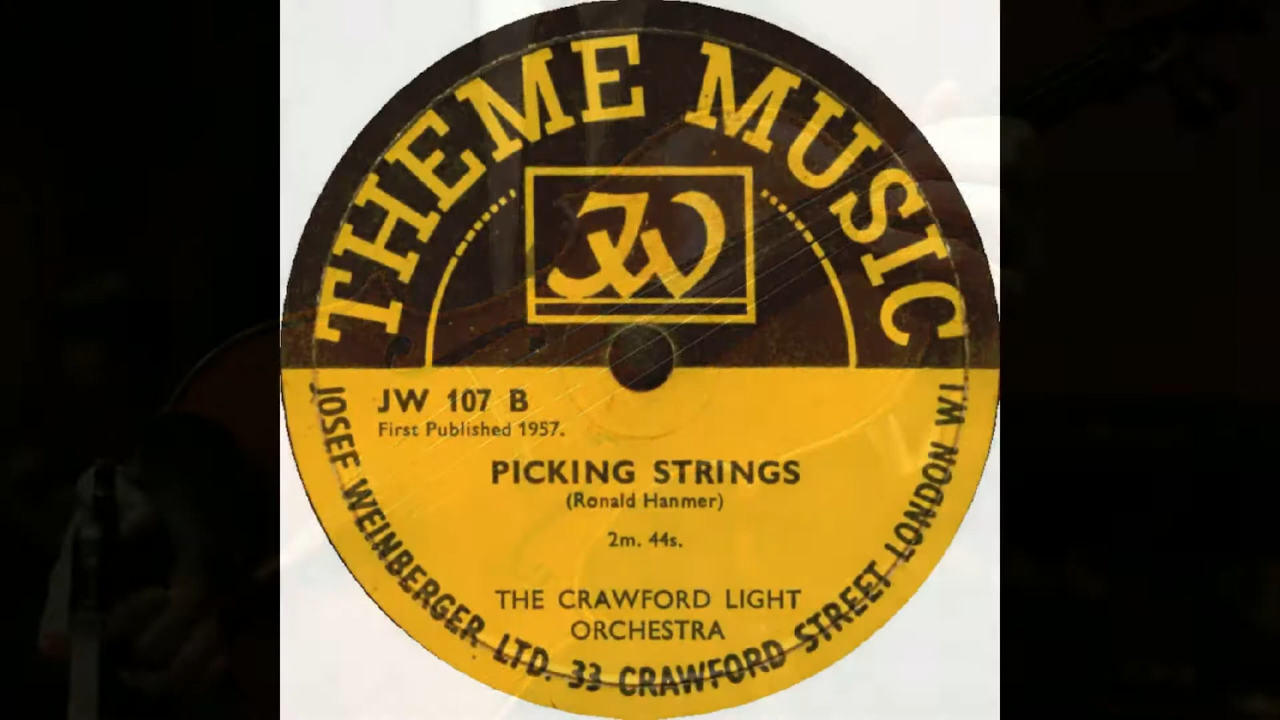 THEME MUSIC
JW
JW 107 B
First Published 1957.
PICKING STRINGS
(Ronald Hanmer)
2m. 44s.
THE CRAWFORD LIGHT
ORCHESTRA
JOSEF WEINBERGER LTD. 33 CRAWFORD STREET LONDON W1